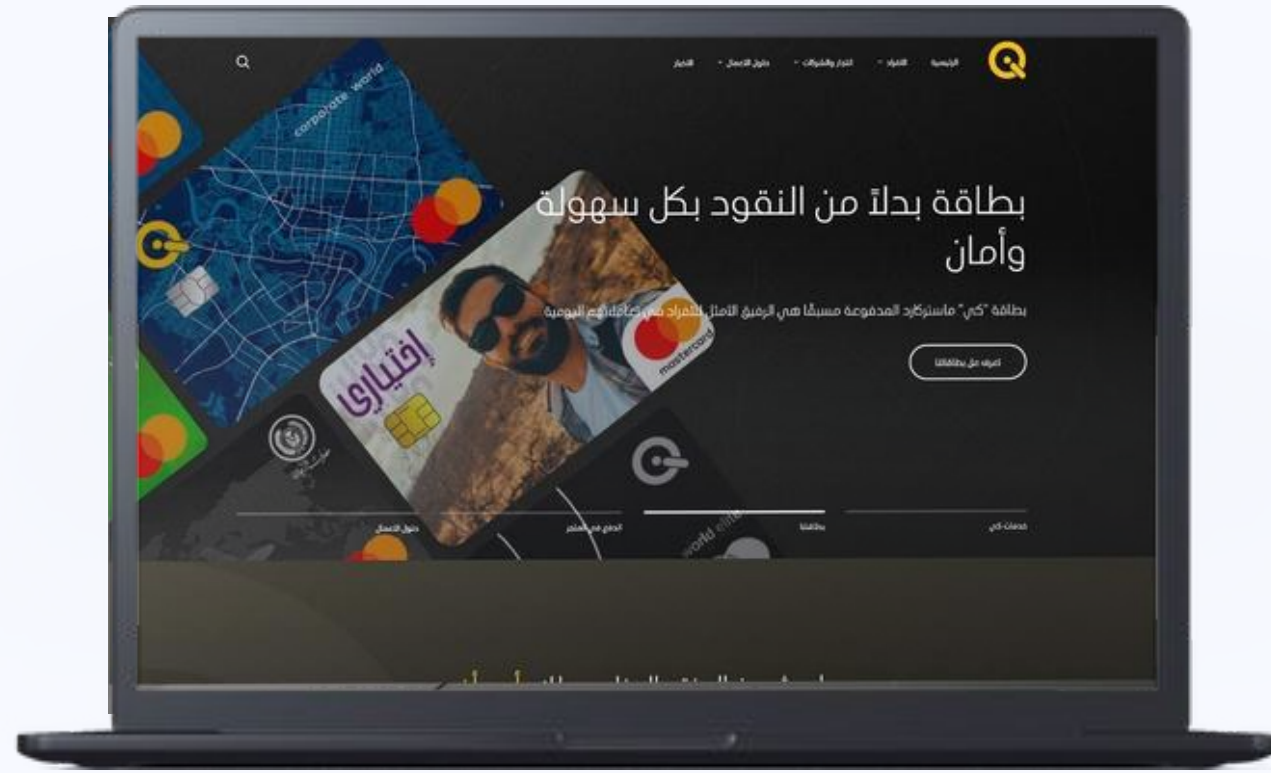 الرئيسية
الأفراد
التجار والشركات
حلول الأعمال
الأخبار
بطاقة بدلاً من النقود بكل سهولة
وأمان
بطاقة "كي" ماستركارد المدفوعة مسبقًا هي الرفيق الأمثل للأفراد في تعاملاتهم اليومية
تعرف على بطاقاتنا
corporate world
إختياري
mastercard
world elite
خدمات كي
بطاقاتنا
الدفع في المتجر
حلول الأعمال